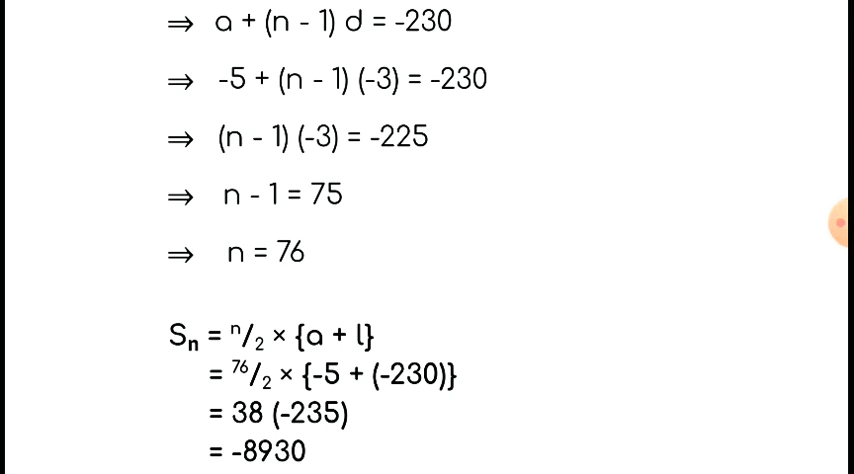 ⇒ a + (n - 1) d = -230
⇒ -5 + (n - 1) (-3) = -230
⇒ (n - 1) (-3) = -225
⇒ n - 1 = 75
⇒ n = 76
Sₙ = ⁿ/₂ × {a + l}
= ⁷⁶/₂ × {-5 + (-230)}
= 38 (-235)
= -8930